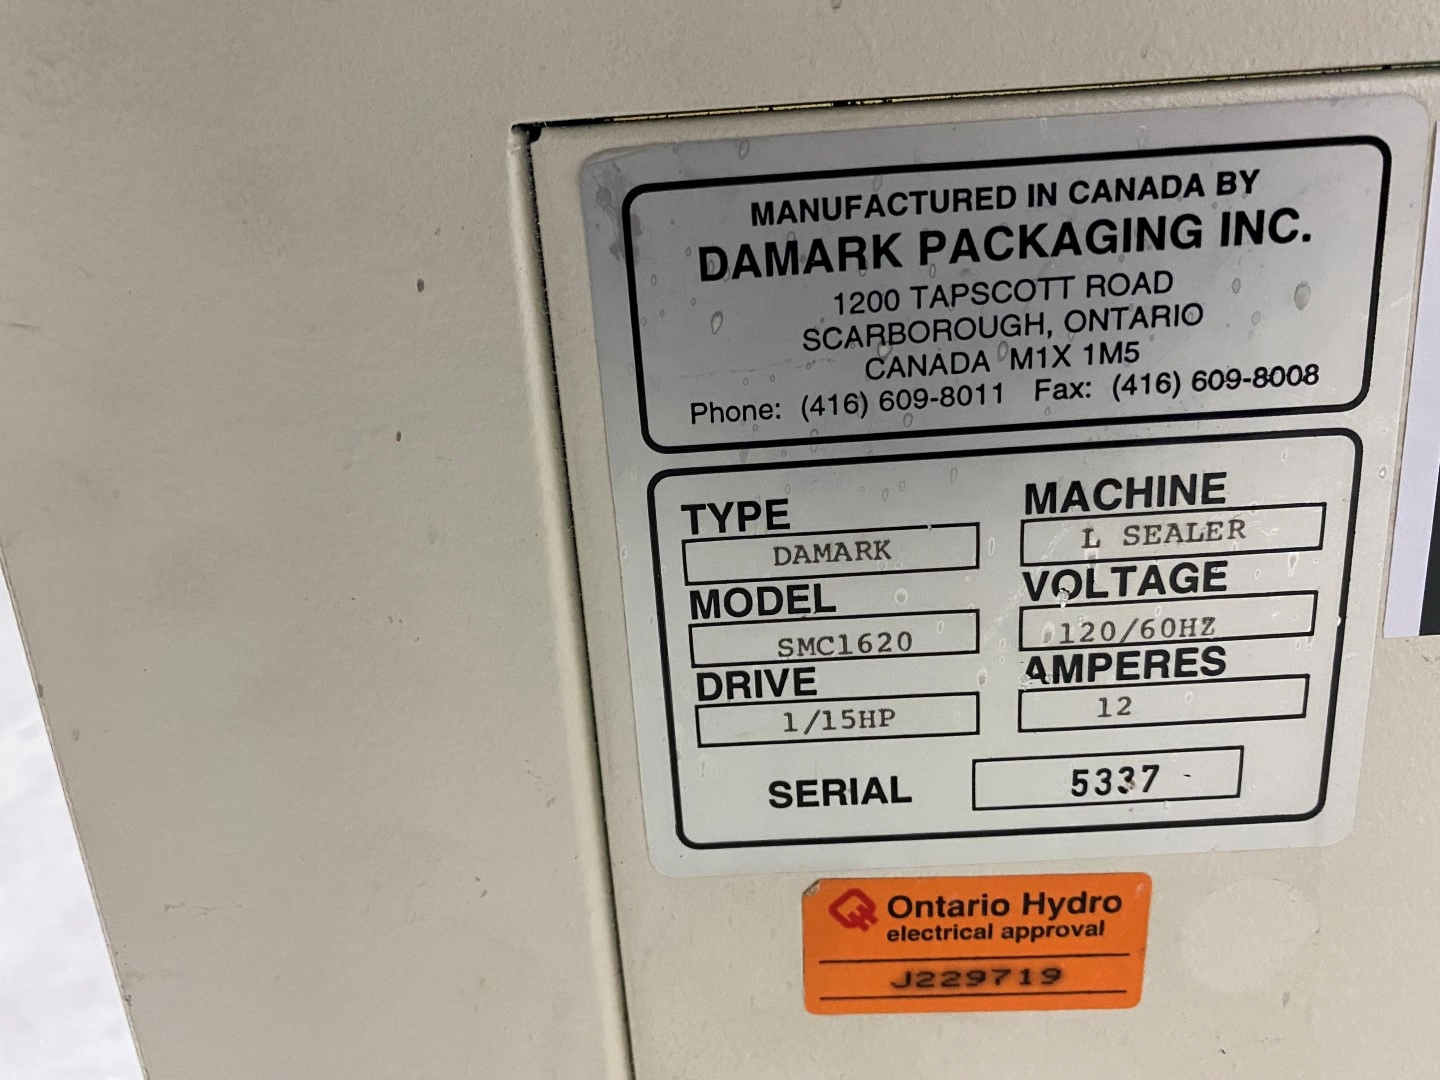 MANUFACTURED IN CANADA BY
DAMARK PACKAGING INC.
1200 TAPSCOTT ROAD
SCARBOROUGH, ONTARIO
CANADA M1X 1M5
Phone: (416) 609-8011 Fax: (416) 609-8008
TYPE MACHINE
DAMARK L SEALER
MODEL VOLTAGE
SMC1620 120/60HZ
DRIVE AMPERES
1/15HP 12
SERIAL 5337
Ontario Hydro
electrical approval
J229719